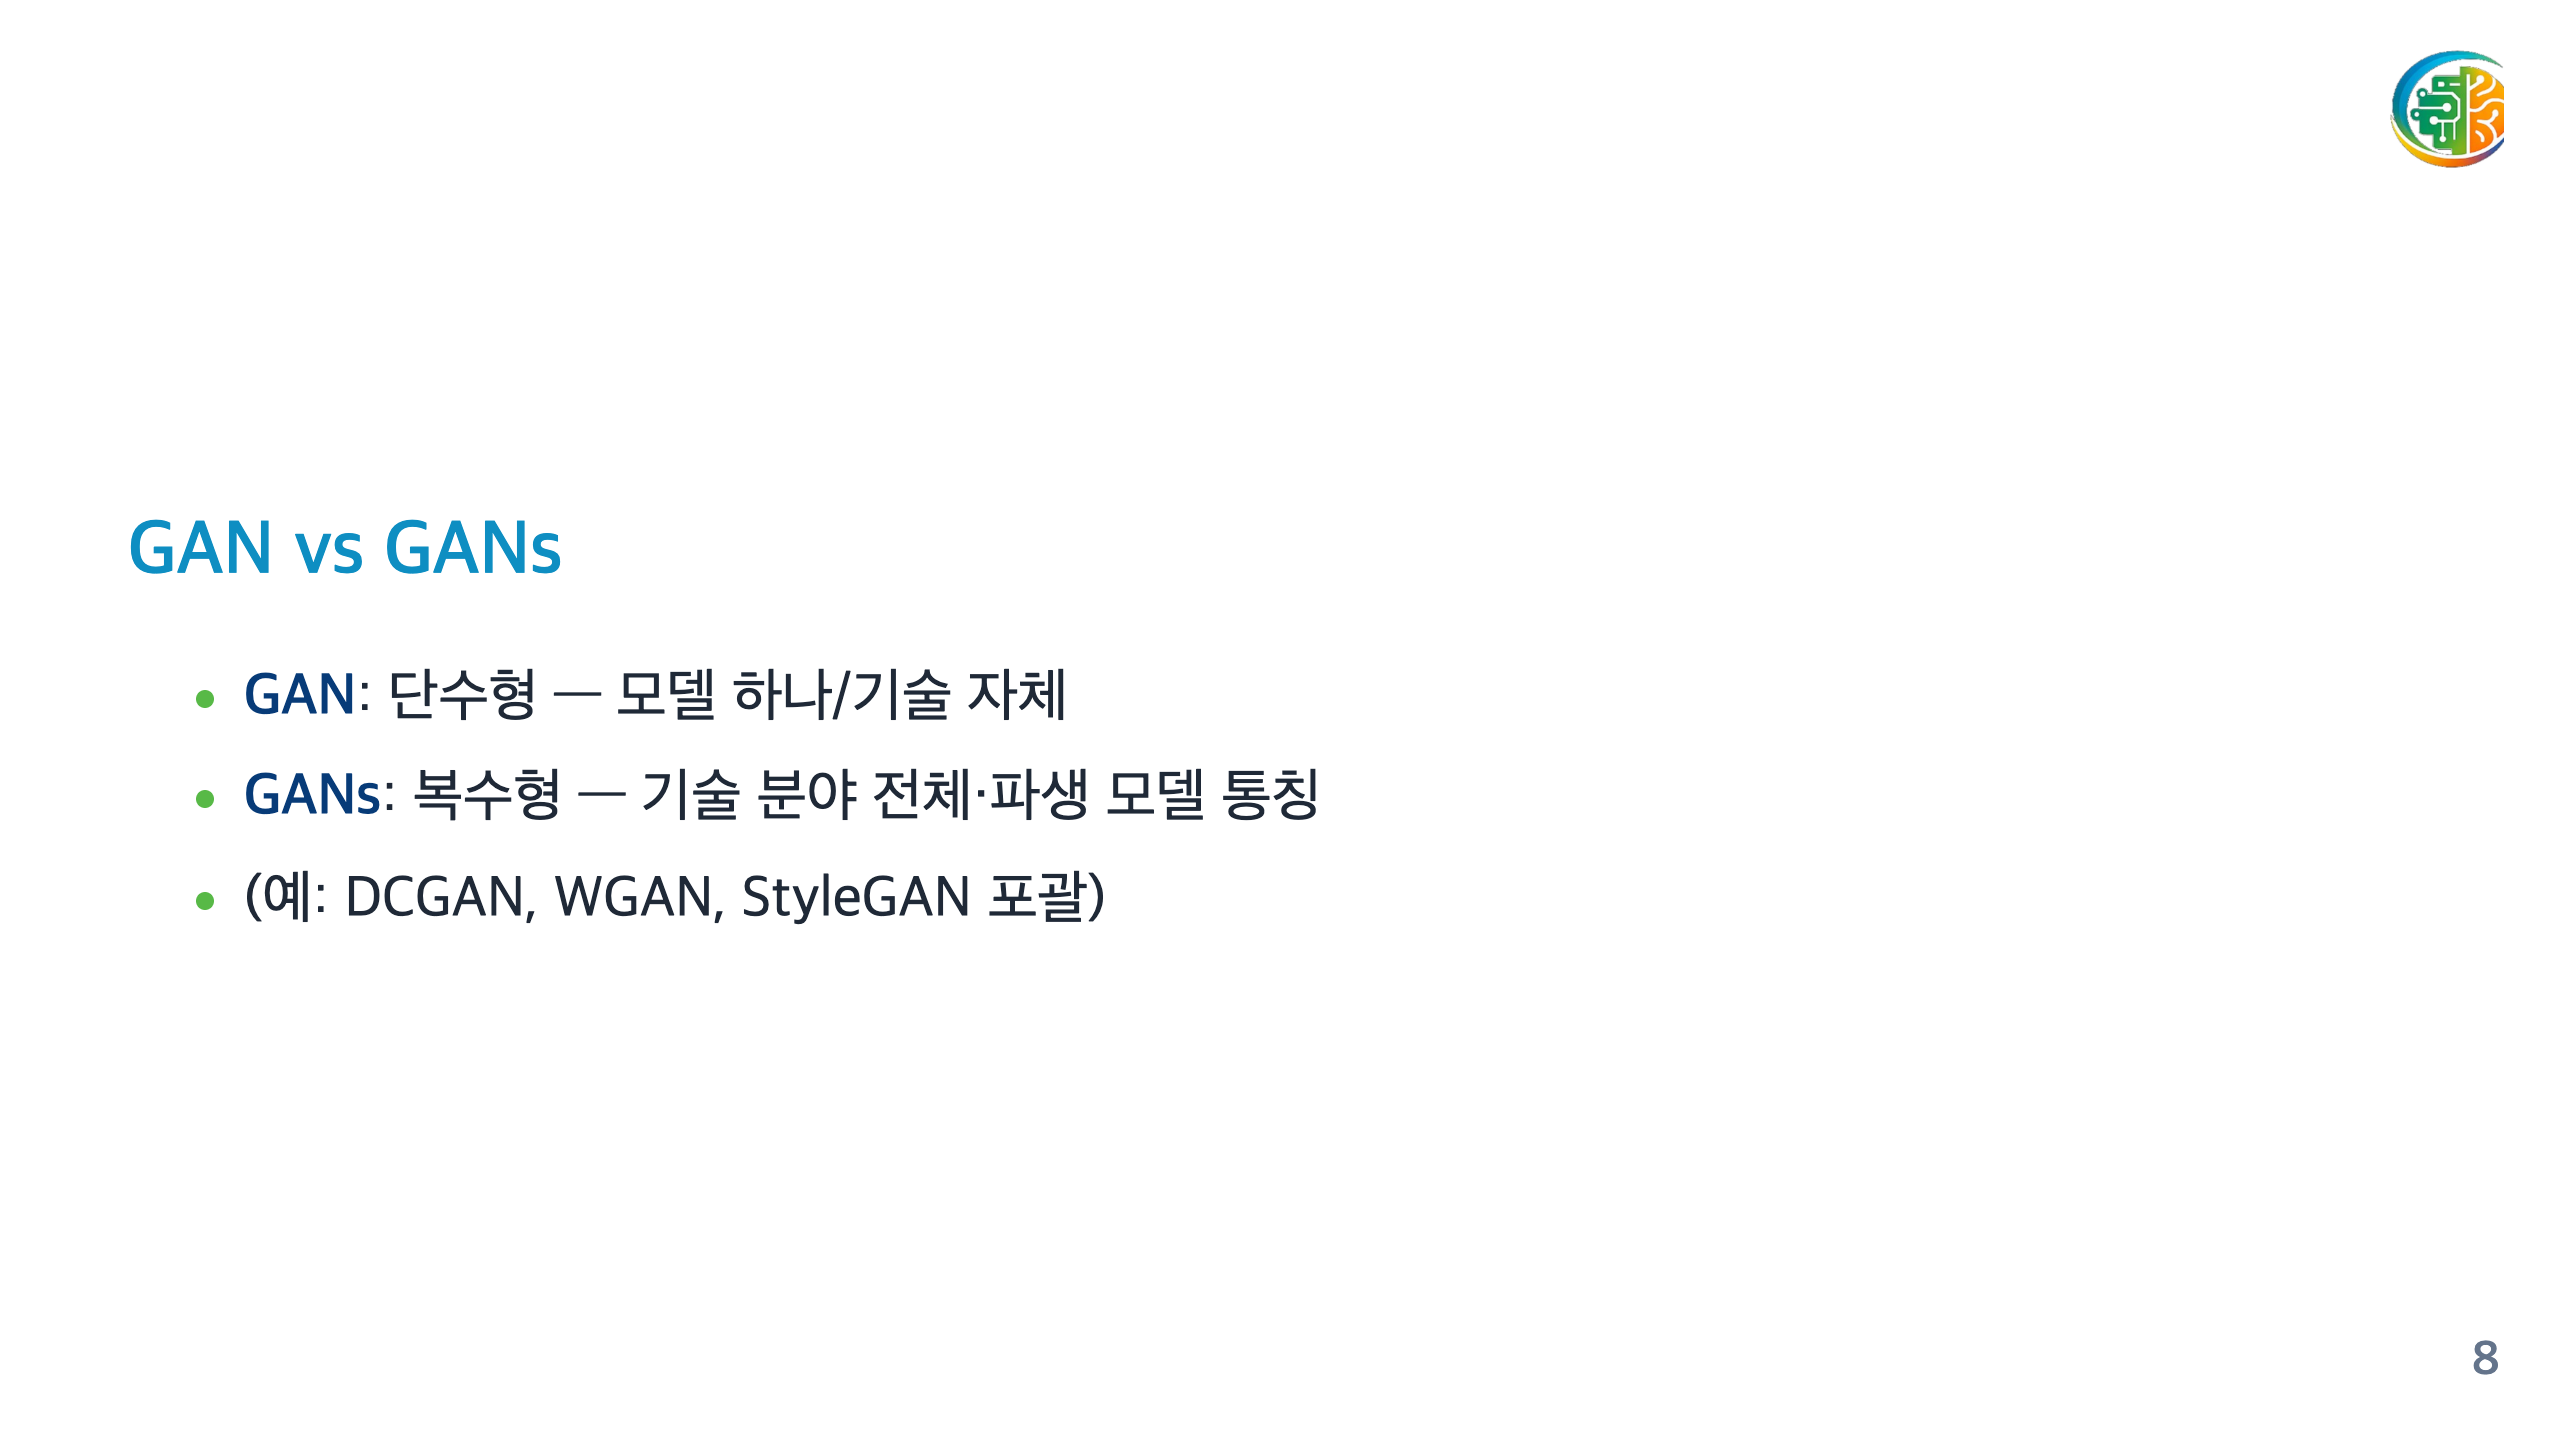 GAN vs GANs
GAN: 단수형 — 모델 하나/기술 자체
GANs: 복수형 — 기술 분야 전체·파생 모델 통칭
(예: DCGAN, WGAN, StyleGAN 포괄)
8